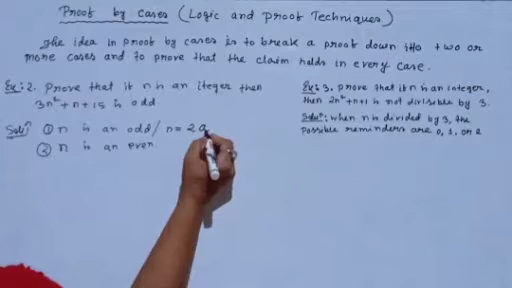 Proof by cases (Logic and proof Techniques)
The idea in proof by cases is to break a proof down into two or
more cases and to prove that the claim holds in every case.
Ex: 2. prove that if n is an iteger then
3n² + n + 15 is odd
Soln: ① n is an odd / n = 2a
② n is an even
Ex: 3. prove that if n is an integer,
then 2n² + n + 1 is not divisible by 3.
Soln: when n is divided by 3, the
possible reminders are 0, 1, or 2